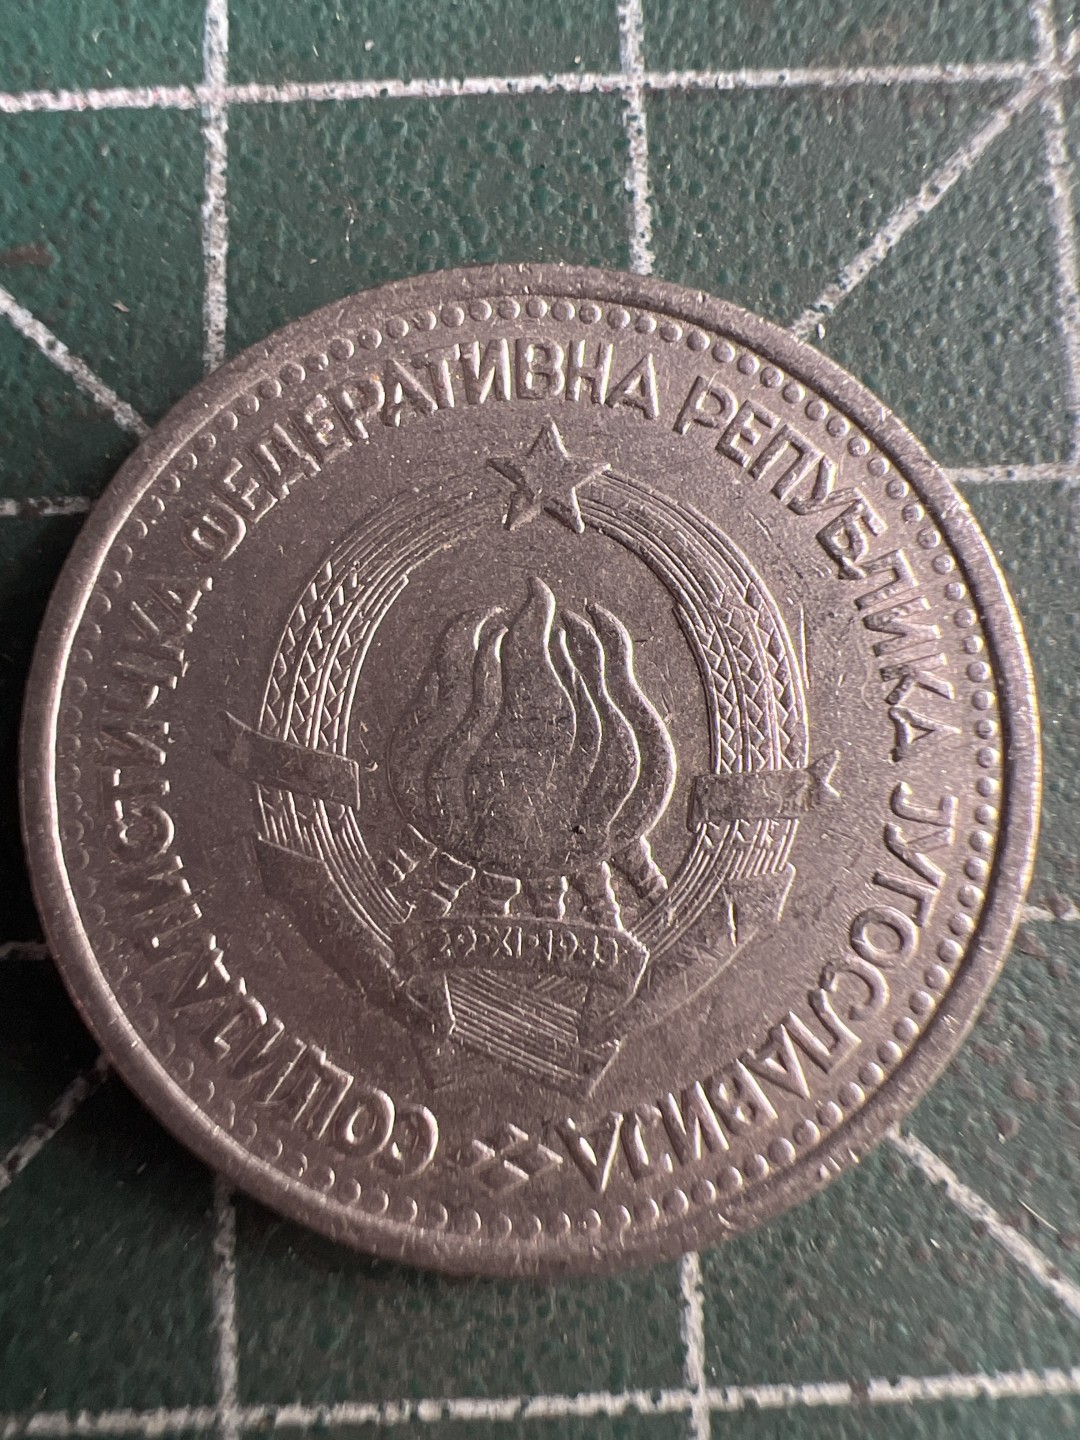 СОЦИЈАЛИСТИЧКА ФЕДЕРАТИВНА РЕПУБЛИКА ЈУГОСЛАВИЈА
29·XI·1943